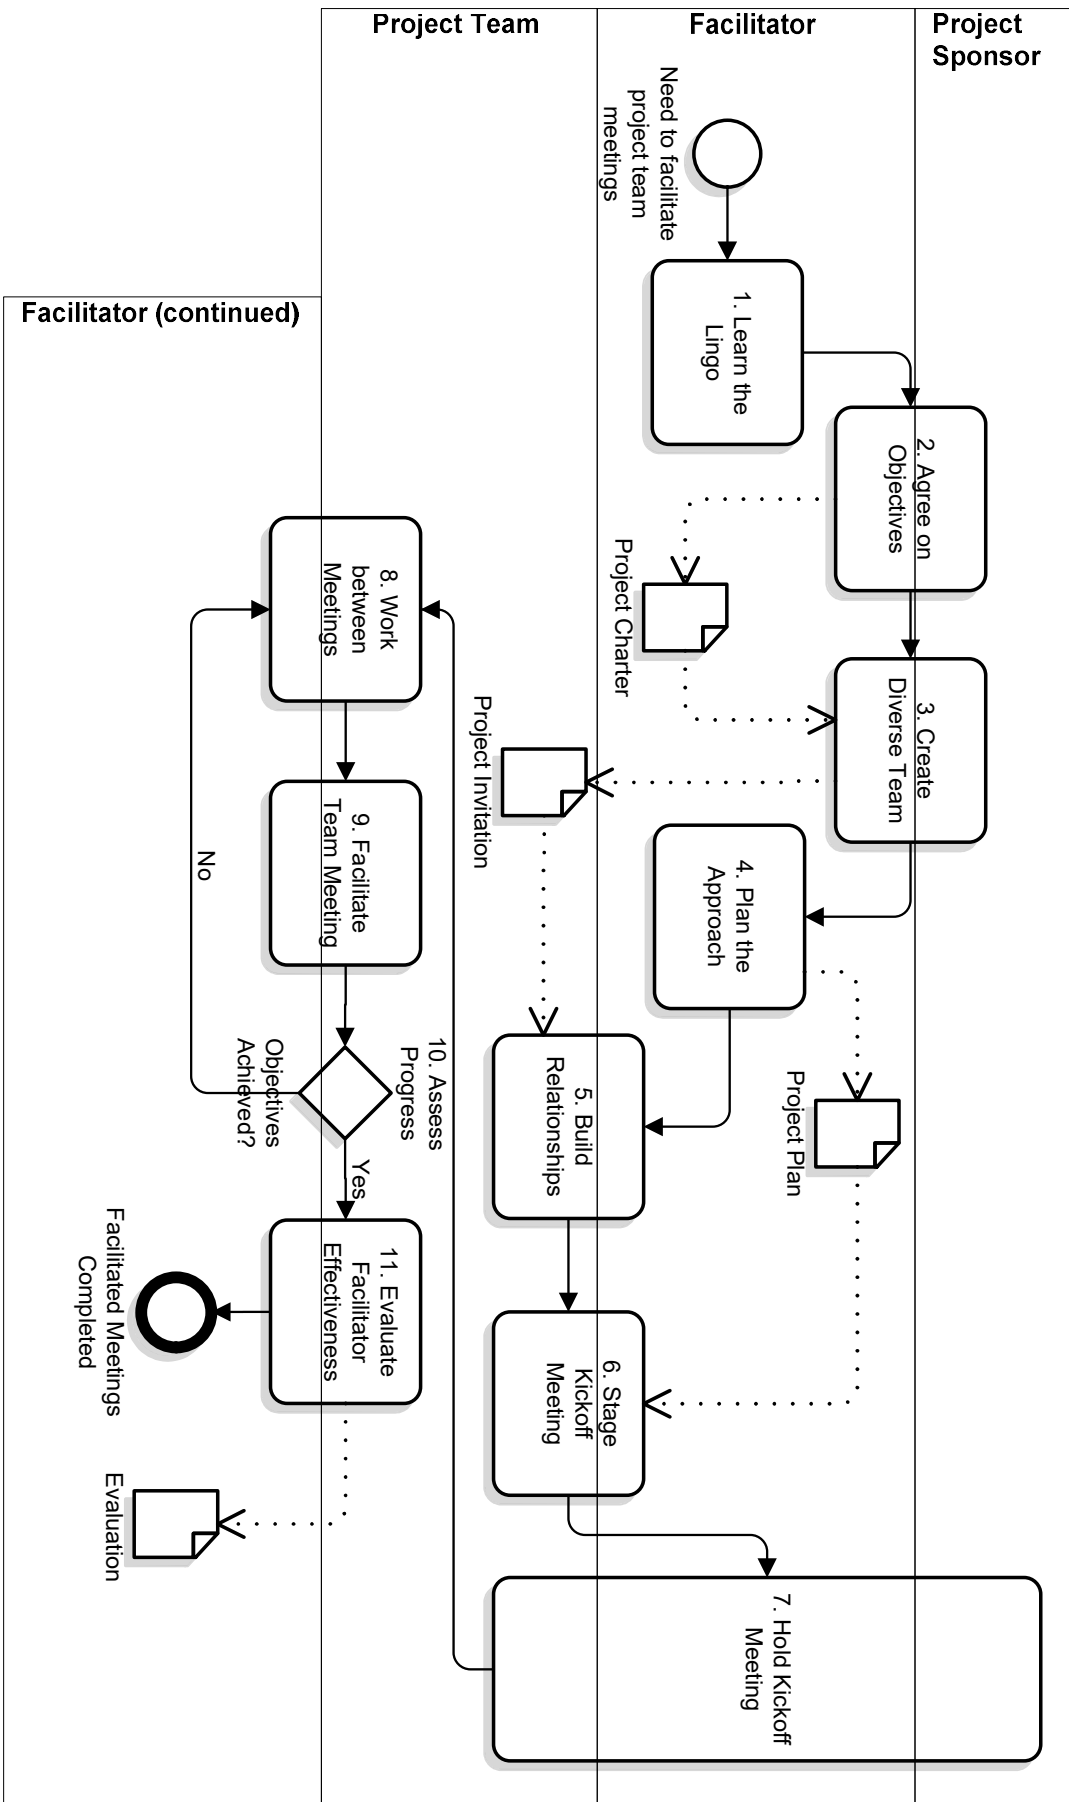 Project Team
Facilitator
Project
Sponsor
Need to facilitate
project team
meetings
1. Learn the
Lingo
2. Agree on
Objectives
Project Charter
3. Create
Diverse Team
Project Invitation
4. Plan the
Approach
Project Plan
5. Build
Relationships
6. Stage
Kickoff
Meeting
7. Hold Kickoff
Meeting
Facilitator (continued)
8. Work
between
Meetings
9. Facilitate
Team Meeting
No
10. Assess
Progress
Objectives
Achieved?
Yes
11. Evaluate
Facilitator
Effectiveness
Facilitated Meetings
Completed
Evaluation